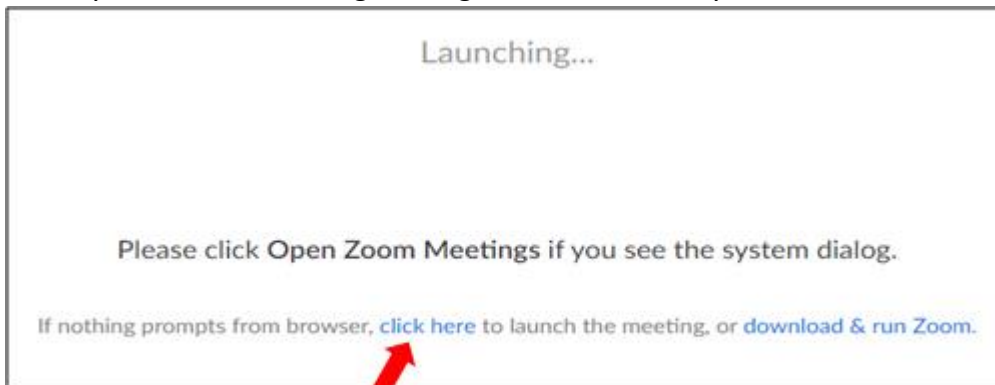 Launching...
Please click Open Zoom Meetings if you see the system dialog.
If nothing prompts from browser, click here to launch the meeting, or download & run Zoom.